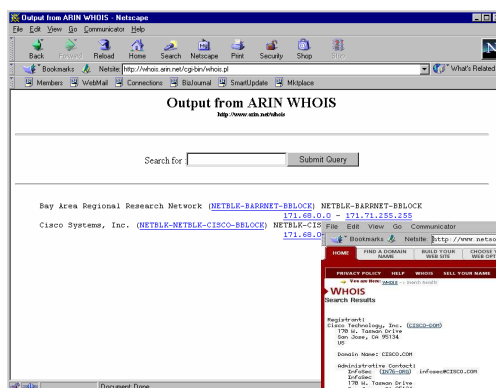 Output from ARIN WHOIS - Netscape
File Edit View Go Communicator Help
Back Forward Reload Home Search Netscape Print Security Shop Stop
Bookmarks Netsite: http://whois.arin.net/cgi-bin/whois.pl What's Related
Members WebMail Connections BizJournal SmartUpdate Mktplace
Output from ARIN WHOIS
http://www.arin.net/whois
Search for : Submit Query
Bay Area Regional Research Network (NETBLK-BARRNET-BBLOCK) NETBLK-BARRNET-BBLOCK
171.68.0.0 - 171.71.255.255
Cisco Systems, Inc. (NETBLK-NETBLK-CISCO-BBLOCK) NETBLK-CIS
171.68.0
File Edit View Go Communicator
Bookmarks Netsite: http://www.netso
HOME FIND A DOMAIN NAME BUILD YOUR WEB SITE CHOOSE WEB OPT
PRIVACY POLICY HELP WHOIS SELL YOUR NAME
You are Here: WHOIS --> Search Results
WHOIS
Search Results
Registrant:
Cisco Technology, Inc. (CISCO-DOM)
170 W. Tasman Drive
San Jose, CA 95134
US
Domain Name: CISCO.COM
Administrative Contact:
InfoSec (IN76-ORG) infosec@CISCO.COM
InfoSec
170 W. Tasman Drive
Document: Done